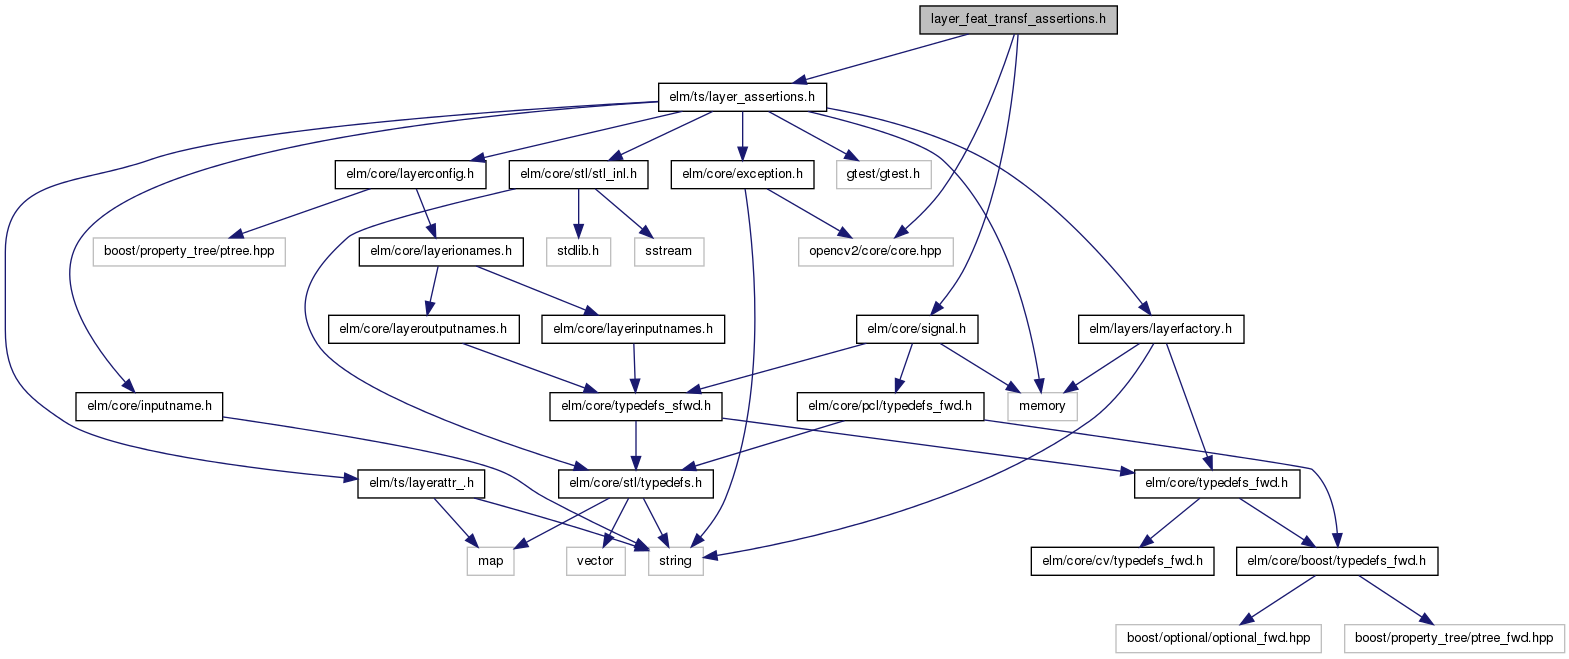 layer_feat_transf_assertions.h
elm/ts/layer_assertions.h
elm/core/layerconfig.h
elm/core/stl/stl_inl.h
elm/core/exception.h
gtest/gtest.h
boost/property_tree/ptree.hpp
elm/core/layerionames.h
stdlib.h
sstream
opencv2/core/core.hpp
elm/core/layeroutputnames.h
elm/core/layerinputnames.h
elm/core/signal.h
elm/layers/layerfactory.h
elm/core/inputname.h
elm/core/typedefs_sfwd.h
elm/core/pcl/typedefs_fwd.h
memory
elm/ts/layerattr_.h
elm/core/stl/typedefs.h
elm/core/typedefs_fwd.h
map
vector
string
elm/core/cv/typedefs_fwd.h
elm/core/boost/typedefs_fwd.h
boost/optional/optional_fwd.hpp
boost/property_tree/ptree_fwd.hpp